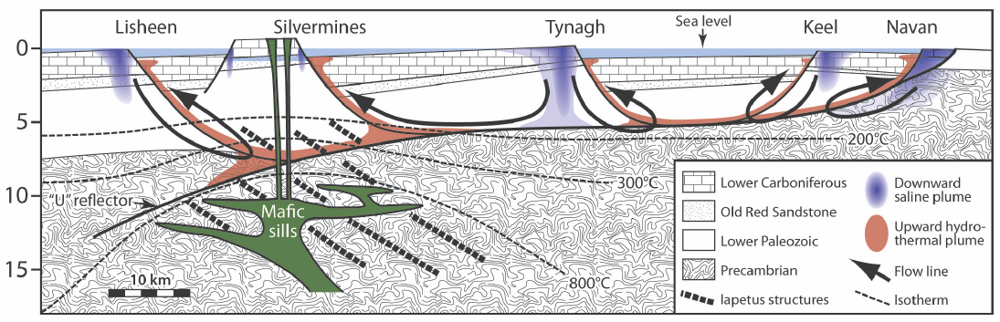 Lisheen
Silvermines
Tynagh
Sea level
Keel
Navan
0
5
10
15
200°C
300°C
800°C
"U" reflector
Mafic
sills
10 km
Lower Carboniferous
Old Red Sandstone
Lower Paleozoic
Precambrian
Iapetus structures
Downward
saline plume
Upward hydro-
thermal plume
Flow line
Isotherm